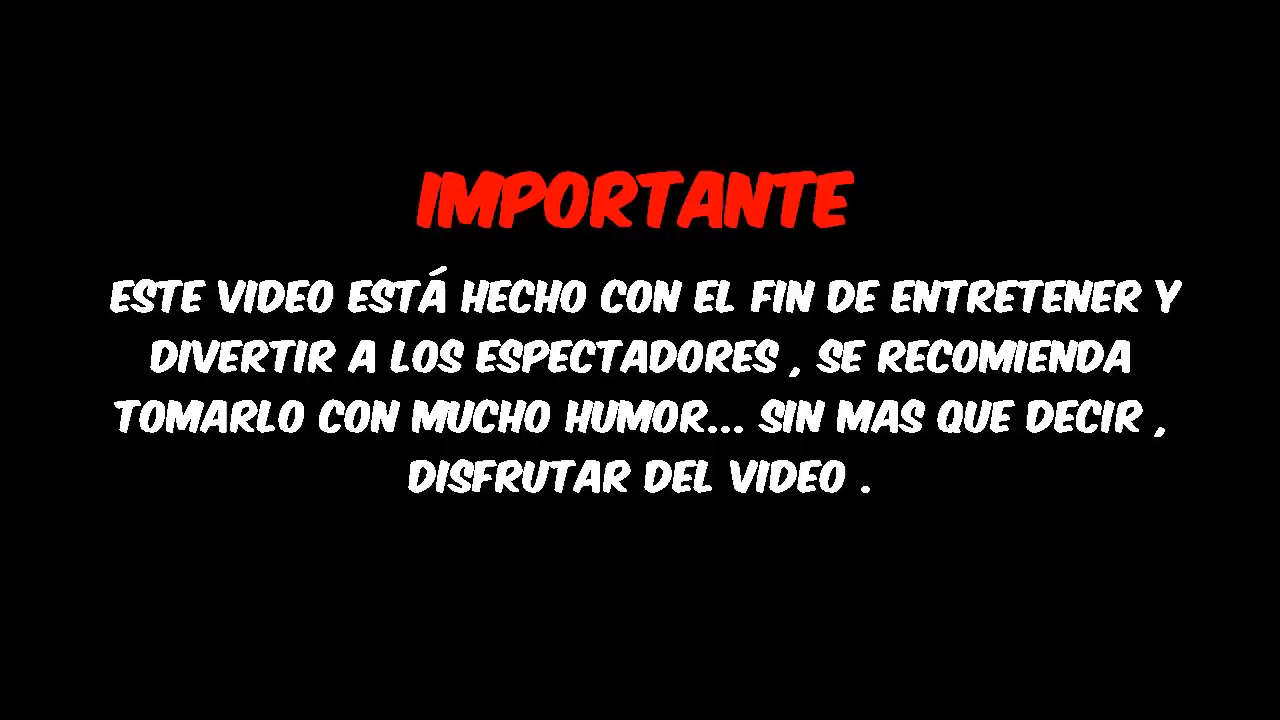 IMPORTANTE
ESTE VIDEO ESTÁ HECHO CON EL FIN DE ENTRETENER Y
DIVERTIR A LOS ESPECTADORES , SE RECOMIENDA
TOMARLO CON MUCHO HUMOR... SIN MAS QUE DECIR ,
DISFRUTAR DEL VIDEO .